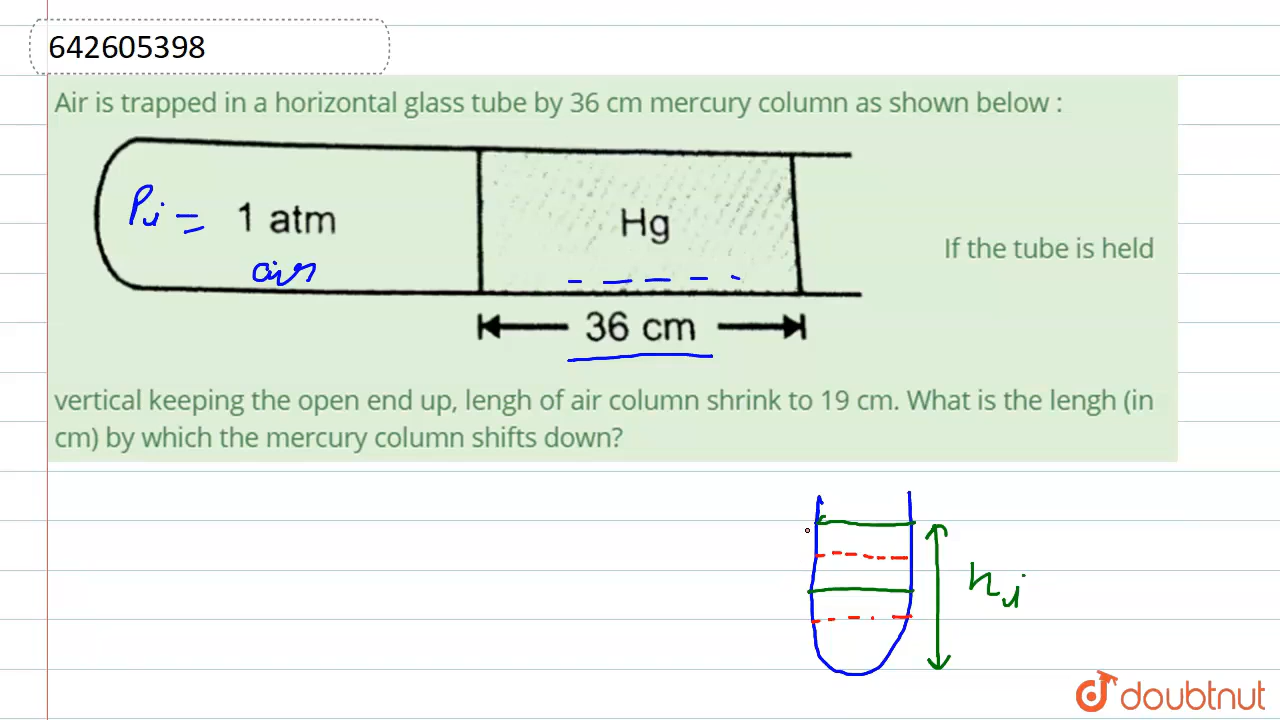 642605398
Air is trapped in a horizontal glass tube by 36 cm mercury column as shown below :
Pi = 1 atm
air
Hg
36 cm
If the tube is held
vertical keeping the open end up, lengh of air column shrink to 19 cm. What is the lengh (in
cm) by which the mercury column shifts down?
hi
doubtnut